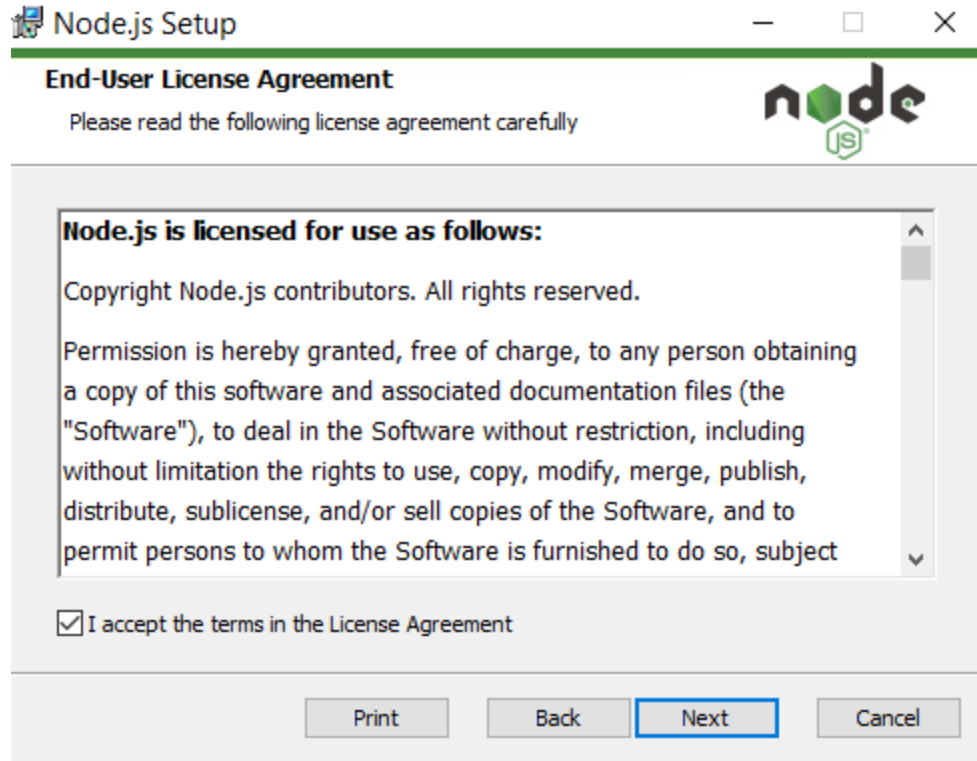 Node.js Setup
End-User License Agreement
Please read the following license agreement carefully
node
JS
Node.js is licensed for use as follows:
Copyright Node.js contributors. All rights reserved.
Permission is hereby granted, free of charge, to any person obtaining
a copy of this software and associated documentation files (the
"Software"), to deal in the Software without restriction, including
without limitation the rights to use, copy, modify, merge, publish,
distribute, sublicense, and/or sell copies of the Software, and to
permit persons to whom the Software is furnished to do so, subject
I accept the terms in the License Agreement
Print
Back
Next
Cancel